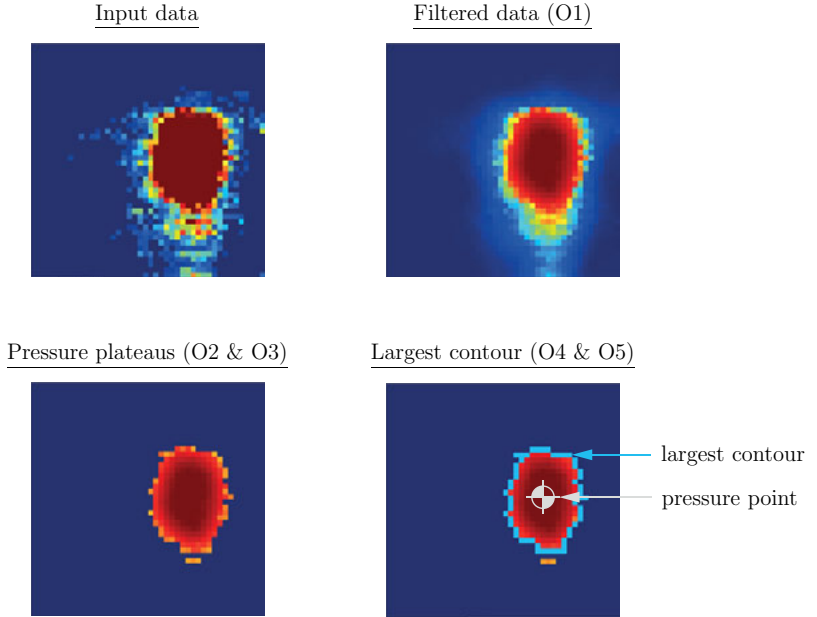 Input data
Filtered data (O1)
Pressure plateaus (O2 & O3)
Largest contour (O4 & O5)
largest contour
pressure point